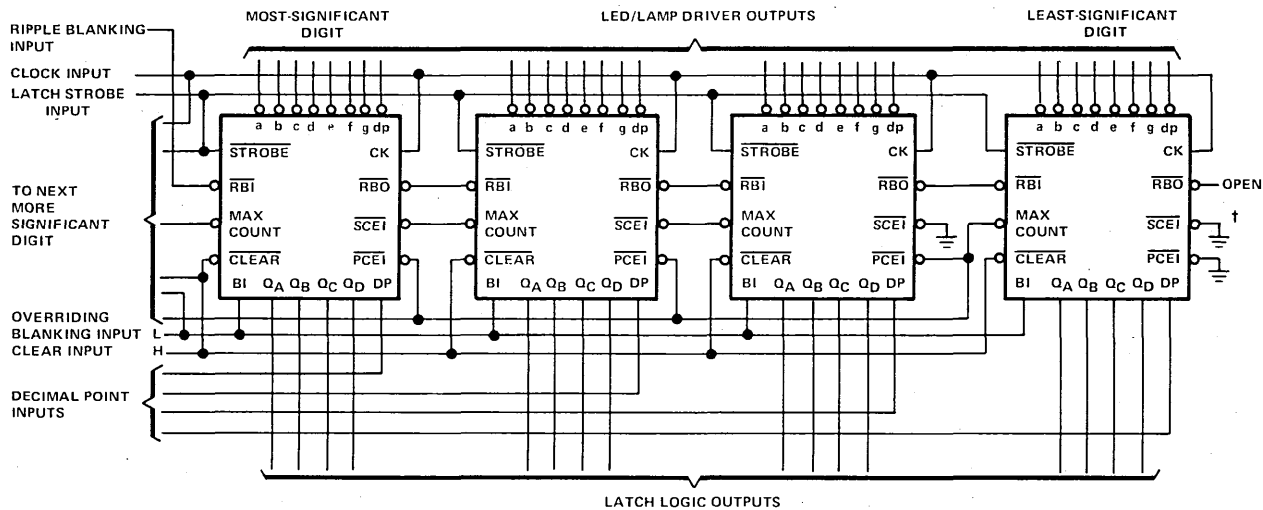 MOST-SIGNIFICANT
DIGIT
LED/LAMP DRIVER OUTPUTS
LEAST-SIGNIFICANT
DIGIT
RIPPLE BLANKING
INPUT
CLOCK INPUT
LATCH STROBE
INPUT
TO NEXT
MORE
SIGNIFICANT
DIGIT
OVERRIDING
BLANKING INPUT L
CLEAR INPUT H
DECIMAL POINT
INPUTS
a b c d e f g dp
STROBE CK
RBI RBO
MAX
COUNT SCEI
CLEAR PCEI
BI QA QB QC QD DP
a b c d e f g dp
STROBE CK
RBI RBO
MAX
COUNT SCEI
CLEAR PCEI
BI QA QB QC QD DP
a b c d e f g dp
STROBE CK
RBI RBO
MAX
COUNT SCEI
CLEAR PCEI
BI QA QB QC QD DP
a b c d e f g dp
STROBE CK
RBI RBO OPEN
MAX
COUNT SCEI †
CLEAR PCEI
BI QA QB QC QD DP
LATCH LOGIC OUTPUTS